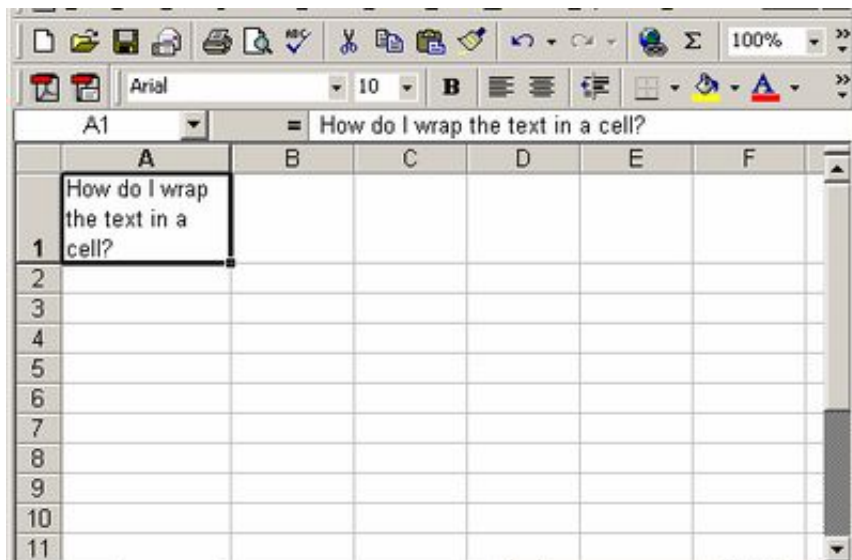 ABC
Σ 100% »
Arial 10 B A »
A1 = How do I wrap the text in a cell?
A B C D E F
How do I wrap
the text in a
1 cell?
2
3
4
5
6
7
8
9
10
11